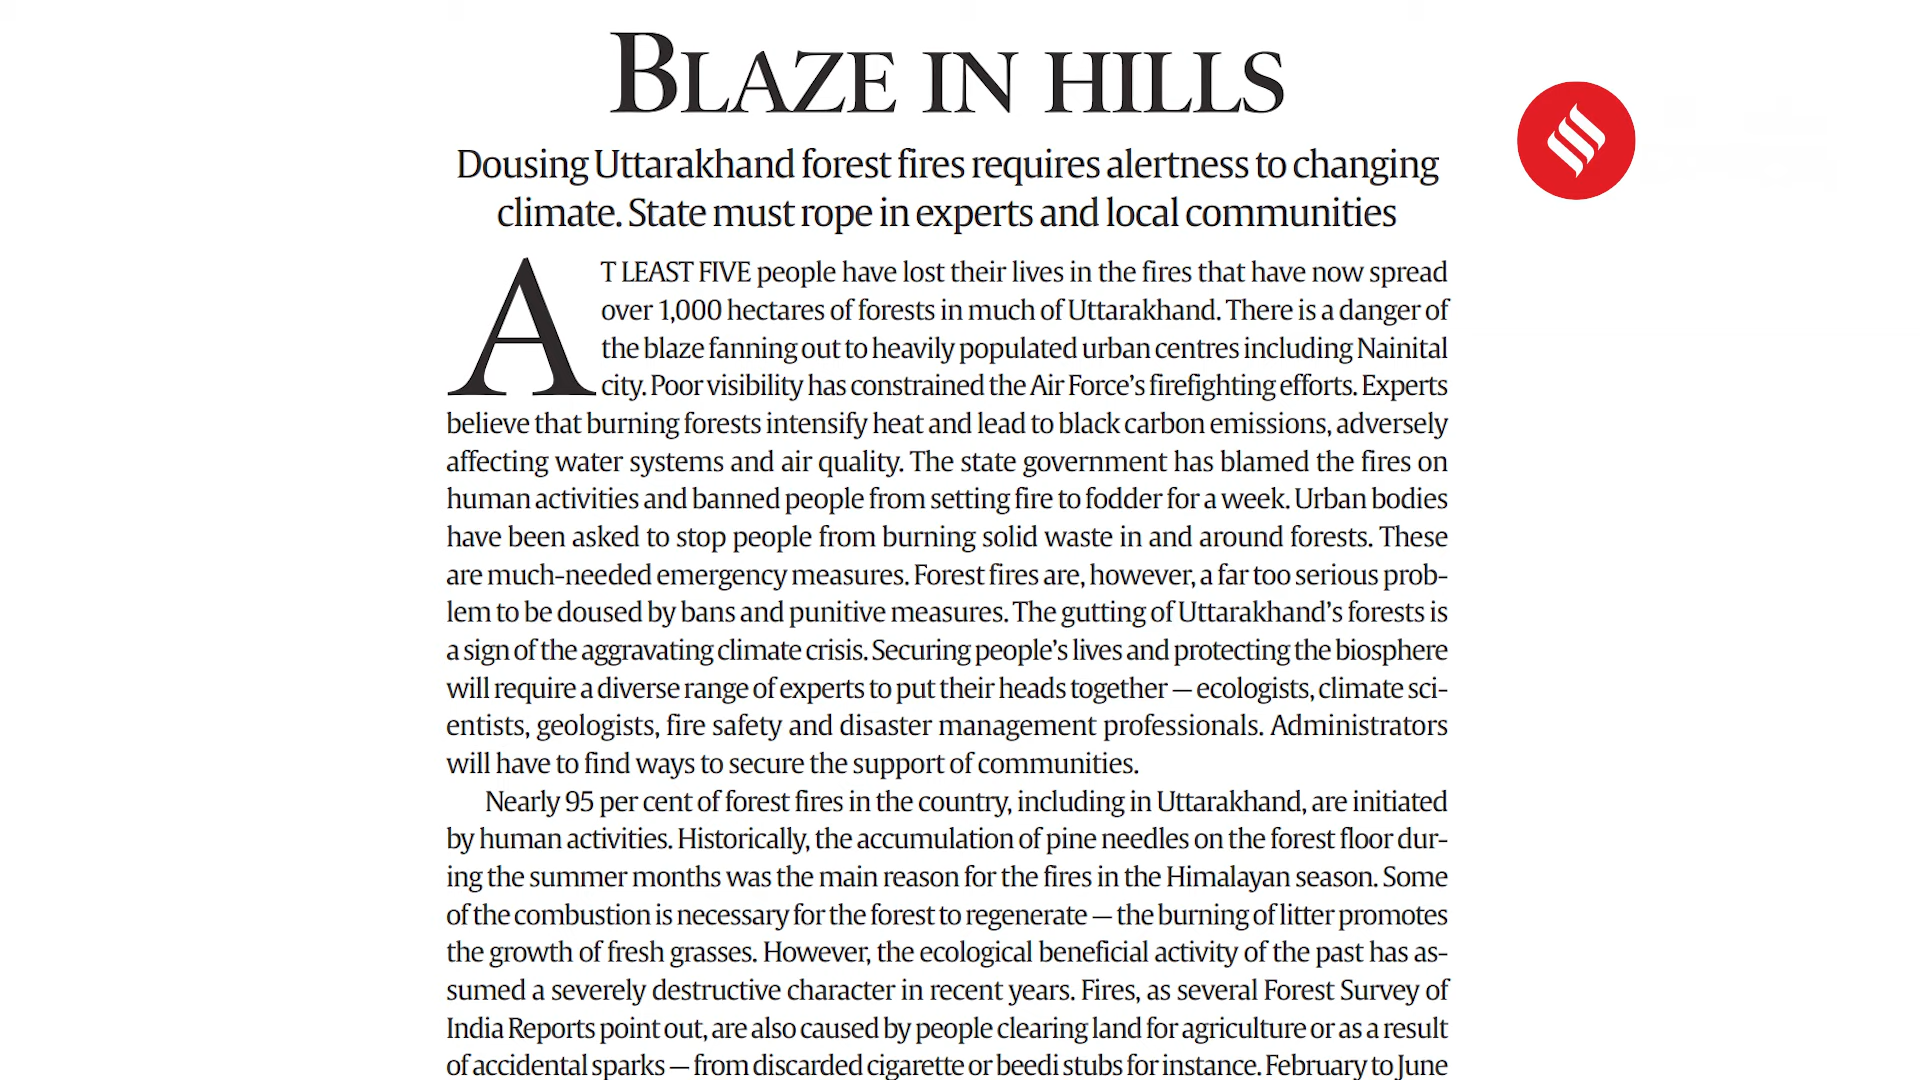 BLAZE IN HILLS
Dousing Uttarakhand forest fires requires alertness to changing
climate. State must rope in experts and local communities
AT LEAST FIVE people have lost their lives in the fires that have now spread
over 1,000 hectares of forests in much of Uttarakhand. There is a danger of
the blaze fanning out to heavily populated urban centres including Nainital
city. Poor visibility has constrained the Air Force’s firefighting efforts. Experts
believe that burning forests intensify heat and lead to black carbon emissions, adversely
affecting water systems and air quality. The state government has blamed the fires on
human activities and banned people from setting fire to fodder for a week. Urban bodies
have been asked to stop people from burning solid waste in and around forests. These
are much-needed emergency measures. Forest fires are, however, a far too serious prob-
lem to be doused by bans and punitive measures. The gutting of Uttarakhand’s forests is
a sign of the aggravating climate crisis. Securing people’s lives and protecting the biosphere
will require a diverse range of experts to put their heads together — ecologists, climate sci-
entists, geologists, fire safety and disaster management professionals. Administrators
will have to find ways to secure the support of communities.
Nearly 95 per cent of forest fires in the country, including in Uttarakhand, are initiated
by human activities. Historically, the accumulation of pine needles on the forest floor dur-
ing the summer months was the main reason for the fires in the Himalayan season. Some
of the combustion is necessary for the forest to regenerate — the burning of litter promotes
the growth of fresh grasses. However, the ecological beneficial activity of the past has as-
sumed a severely destructive character in recent years. Fires, as several Forest Survey of
India Reports point out, are also caused by people clearing land for agriculture or as a result
of accidental sparks — from discarded cigarette or beedi stubs for instance. February to June